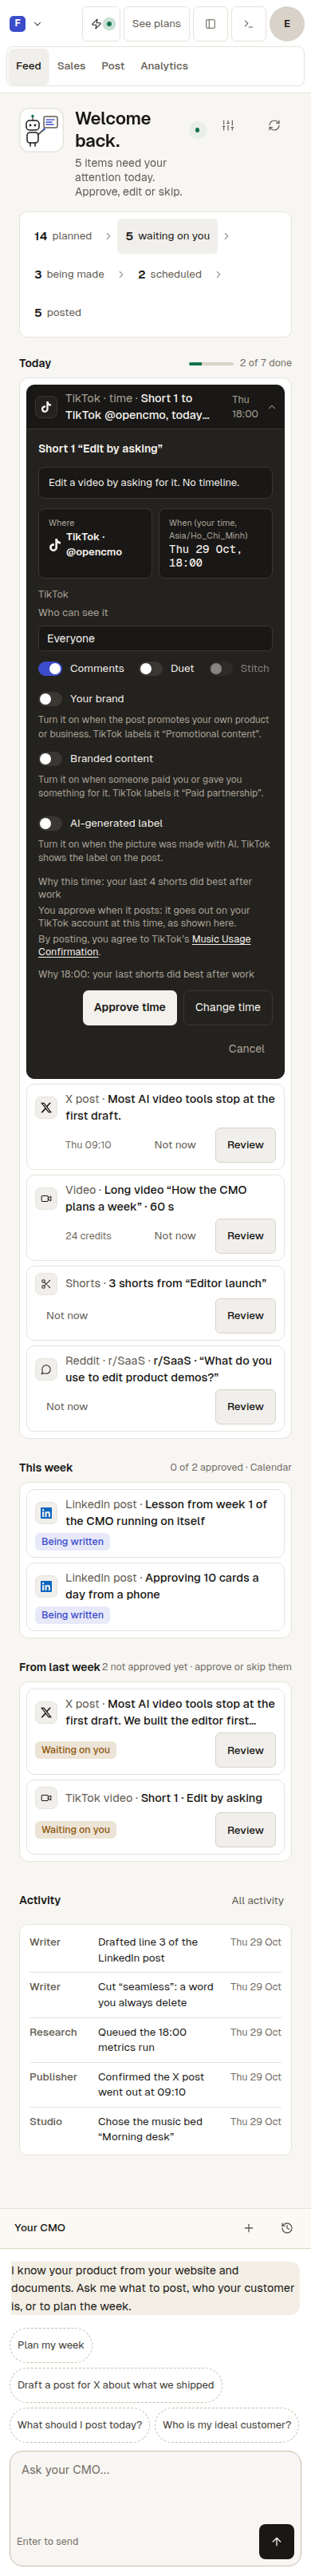 F
See plans
E
Feed Sales Post Analytics
Welcome
back.
5 items need your
attention today.
Approve, edit or skip.
14 planned
5 waiting on you
3 being made
2 scheduled
5 posted
Today
2 of 7 done
TikTok · time · Short 1 to
TikTok @opencmo, today...
Thu
18:00
Short 1 “Edit by asking”
Edit a video by asking for it. No timeline.
Where
TikTok ·
@opencmo
When (your time,
Asia/Ho_Chi_Minh)
Thu 29 Oct,
18:00
TikTok
Who can see it
Everyone
Comments Duet Stitch
Your brand
Turn it on when the post promotes your own product
or business. TikTok labels it “Promotional content”.
Branded content
Turn it on when someone paid you or gave you
something for it. TikTok labels it “Paid partnership”.
AI-generated label
Turn it on when the picture was made with AI. TikTok
shows the label on the post.
Why this time: your last 4 shorts did best after
work
You approve when it posts: it goes out on your
TikTok account at this time, as shown here.
By posting, you agree to TikTok’s Music Usage
Confirmation.
Why 18:00: your last shorts did best after work
Approve time
Change time
Cancel
X post · Most AI video tools stop at the
first draft.
Thu 09:10
Not now
Review
Video · Long video “How the CMO
plans a week” · 60 s
24 credits
Not now
Review
Shorts · 3 shorts from “Editor launch”
Not now
Review
Reddit · r/SaaS · r/SaaS · “What do you
use to edit product demos?”
Not now
Review
This week
0 of 2 approved · Calendar
LinkedIn post · Lesson from week 1 of
the CMO running on itself
Being written
LinkedIn post · Approving 10 cards a
day from a phone
Being written
From last week
2 not approved yet · approve or skip them
X post · Most AI video tools stop at the
first draft. We built the editor first...
Waiting on you
Review
TikTok video · Short 1 · Edit by asking
Waiting on you
Review
Activity
All activity
Writer
Drafted line 3 of the
LinkedIn post
Thu 29 Oct
Writer
Cut “seamless”: a word
you always delete
Thu 29 Oct
Research
Queued the 18:00
metrics run
Thu 29 Oct
Publisher
Confirmed the X post
went out at 09:10
Thu 29 Oct
Studio
Chose the music bed
“Morning desk”
Thu 29 Oct
Your CMO
I know your product from your website and
documents. Ask me what to post, who your customer
is, or to plan the week.
Plan my week
Draft a post for X about what we shipped
What should I post today?
Who is my ideal customer?
Ask your CMO...
Enter to send